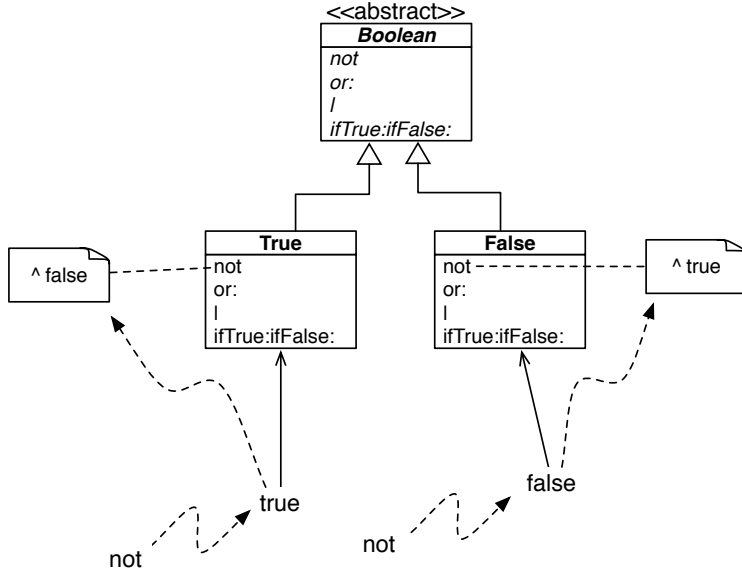 <<abstract>>
Boolean
not
or:
|
ifTrue:ifFalse:
True
not
or:
|
ifTrue:ifFalse:
False
not
or:
|
ifTrue:ifFalse:
^ false
^ true
true
false
not
not